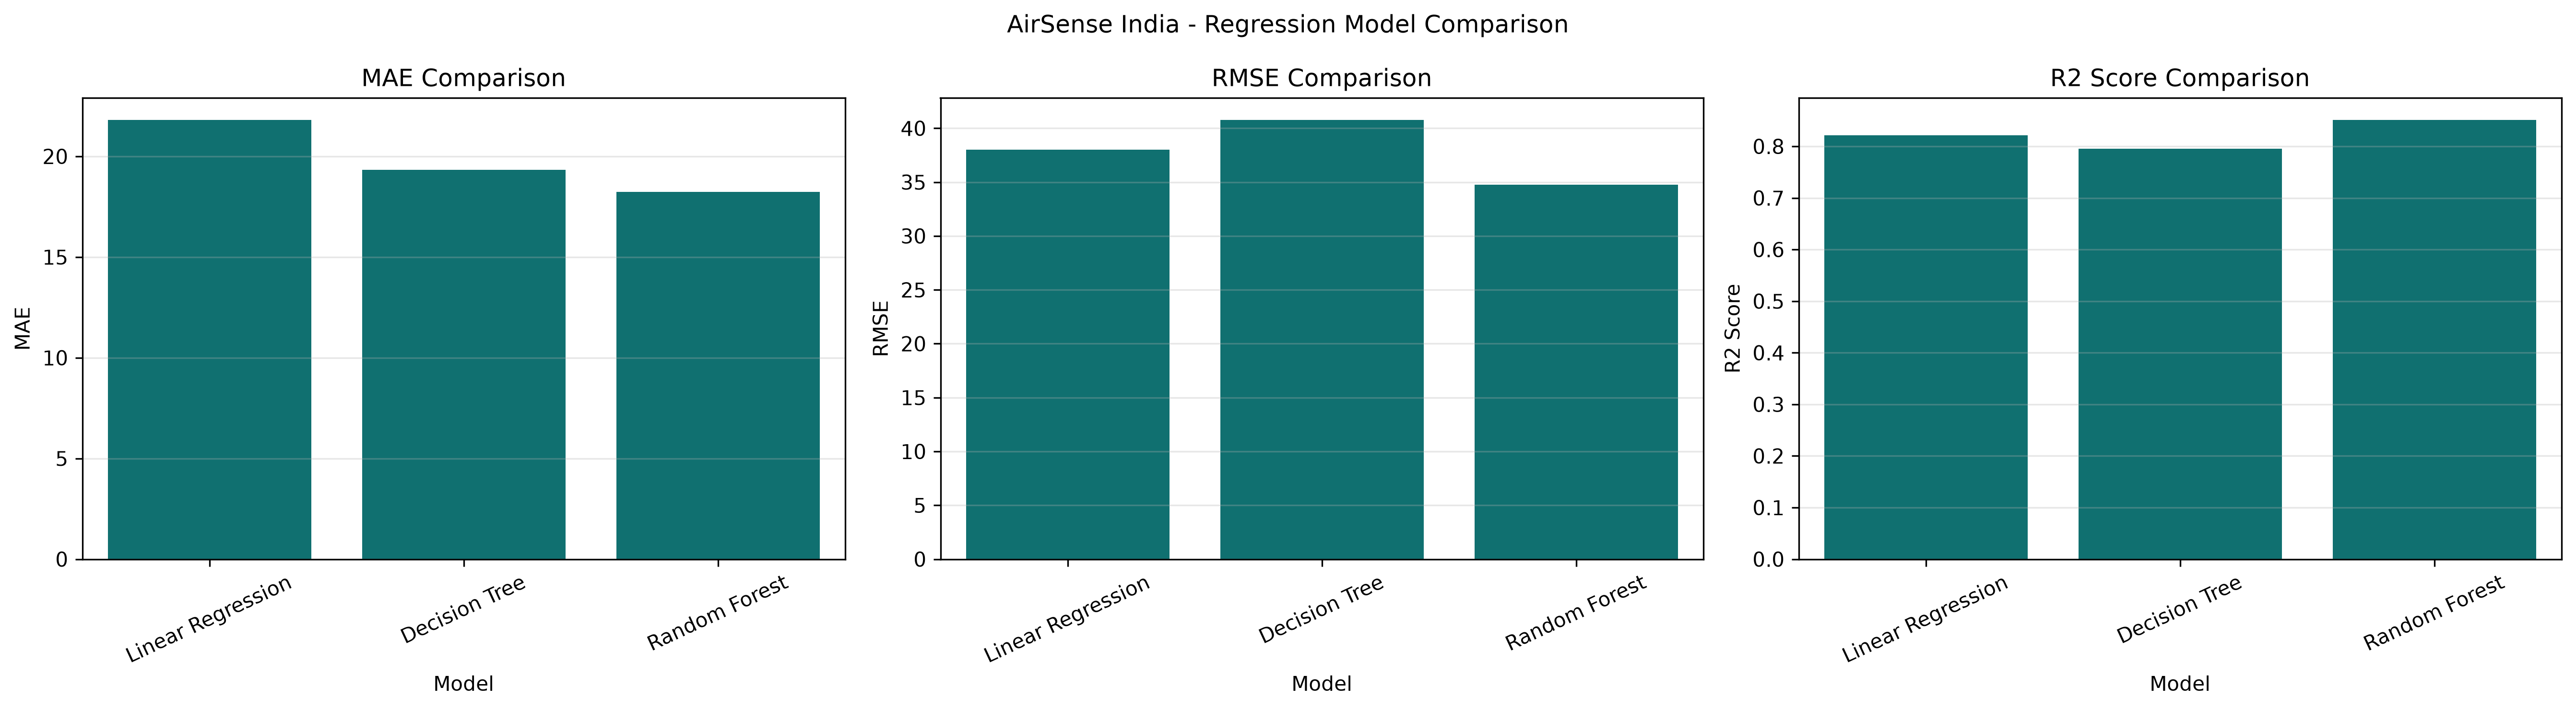 AirSense India - Regression Model Comparison
MAE Comparison
MAE
20
15
10
5
0
Linear Regression
Decision Tree
Random Forest
Model
RMSE Comparison
RMSE
40
35
30
25
20
15
10
5
0
Linear Regression
Decision Tree
Random Forest
Model
R2 Score Comparison
R2 Score
0.8
0.7
0.6
0.5
0.4
0.3
0.2
0.1
0.0
Linear Regression
Decision Tree
Random Forest
Model